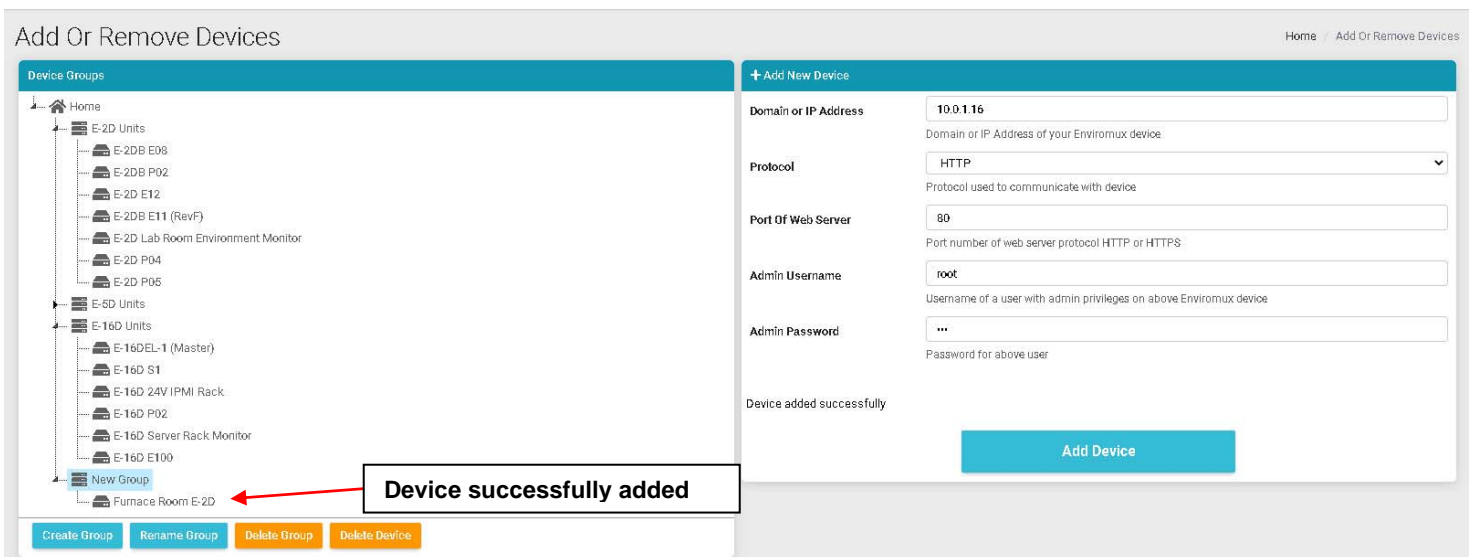 Add Or Remove Devices
Home / Add Or Remove Devices
Device Groups
Home
E-2D Units
E-2DB E08
E-2DB P02
E-2D E12
E-2DB E11 (RevF)
E-2D Lab Room Environment Monitor
E-2D P04
E-2D P05
E-5D Units
E-16D Units
E-16DEL-1 (Master)
E-16D S1
E-16D 24V IPMI Rack
E-16D P02
E-16D Server Rack Monitor
E-16D E100
New Group
Furnace Room E-2D
Device successfully added
Create Group Rename Group Delete Group Delete Device
+ Add New Device
Domain or IP Address 10.0.1.16
Domain or IP Address of your Enviromux device
Protocol HTTP
Protocol used to communicate with device
Port Of Web Server 80
Port number of web server protocol HTTP or HTTPS
Admin Username root
Username of a user with admin privileges on above Enviromux device
Admin Password •••
Password for above user
Device added successfully
Add Device